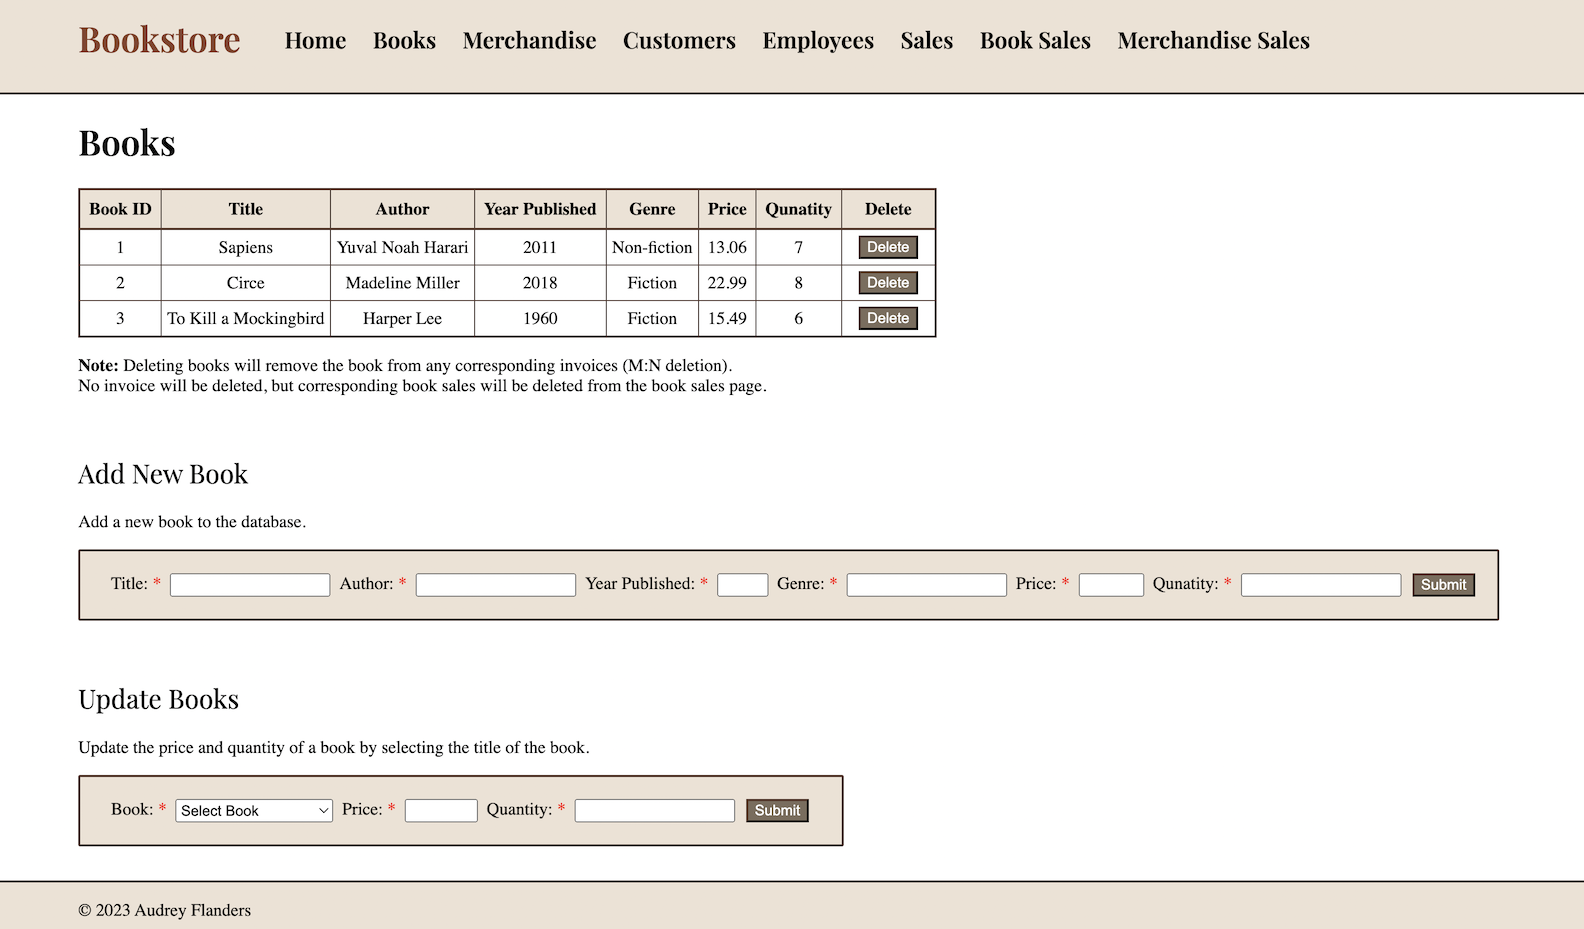 Bookstore Home Books Merchandise Customers Employees Sales Book Sales Merchandise Sales
Books
Book ID Title Author Year Published Genre Price Qunatity Delete
1 Sapiens Yuval Noah Harari 2011 Non-fiction 13.06 7 Delete
2 Circe Madeline Miller 2018 Fiction 22.99 8 Delete
3 To Kill a Mockingbird Harper Lee 1960 Fiction 15.49 6 Delete
Note: Deleting books will remove the book from any corresponding invoices (M:N deletion).
No invoice will be deleted, but corresponding book sales will be deleted from the book sales page.
Add New Book
Add a new book to the database.
Title: * Author: * Year Published: * Genre: * Price: * Qunatity: * Submit
Update Books
Update the price and quantity of a book by selecting the title of the book.
Book: * Select Book Price: * Quantity: * Submit
© 2023 Audrey Flanders